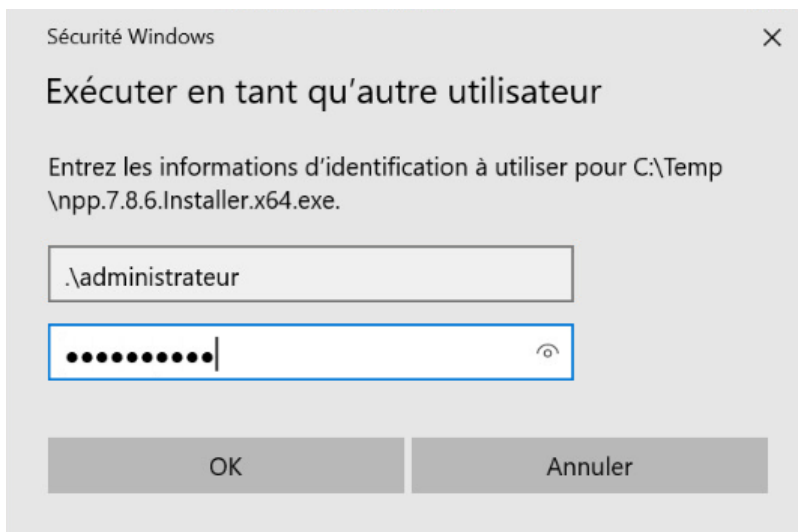 Sécurité Windows
Exécuter en tant qu’autre utilisateur
Entrez les informations d’identification à utiliser pour C:\Temp
\npp.7.8.6.Installer.x64.exe.
.\administrateur
●●●●●●●●●●
OK Annuler